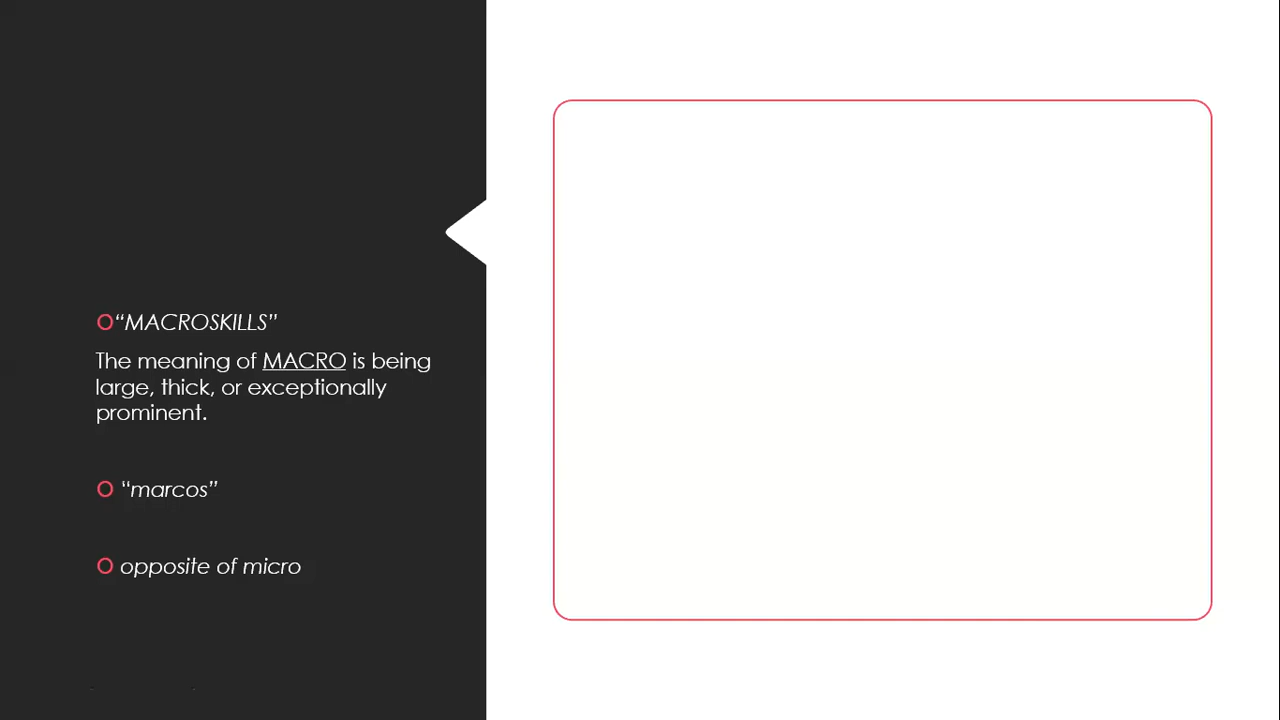 “MACROSKILLS”
The meaning of MACRO is being
large, thick, or exceptionally
prominent.
“marcos”
opposite of micro